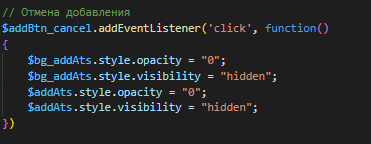 // Отмена добавления
$addBtn_cancel.addEventListener('click', function()
{
    $bg_addAts.style.opacity = "0";
    $bg_addAts.style.visibility = "hidden";
    $addAts.style.opacity = "0";
    $addAts.style.visibility = "hidden";
})